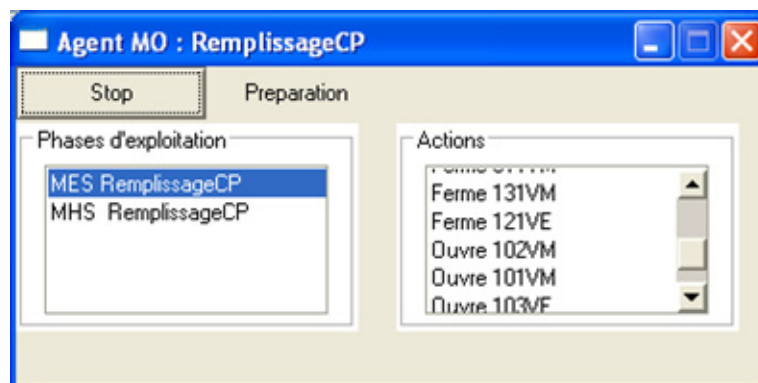 Agent MO : RemplissageCP
Stop
Preparation
Phases d'exploitation
MES RemplissageCP
MHS RemplissageCP
Actions
Ferme 131VM
Ferme 121VE
Ouvre 102VM
Ouvre 101VM
Ouvre 103VE